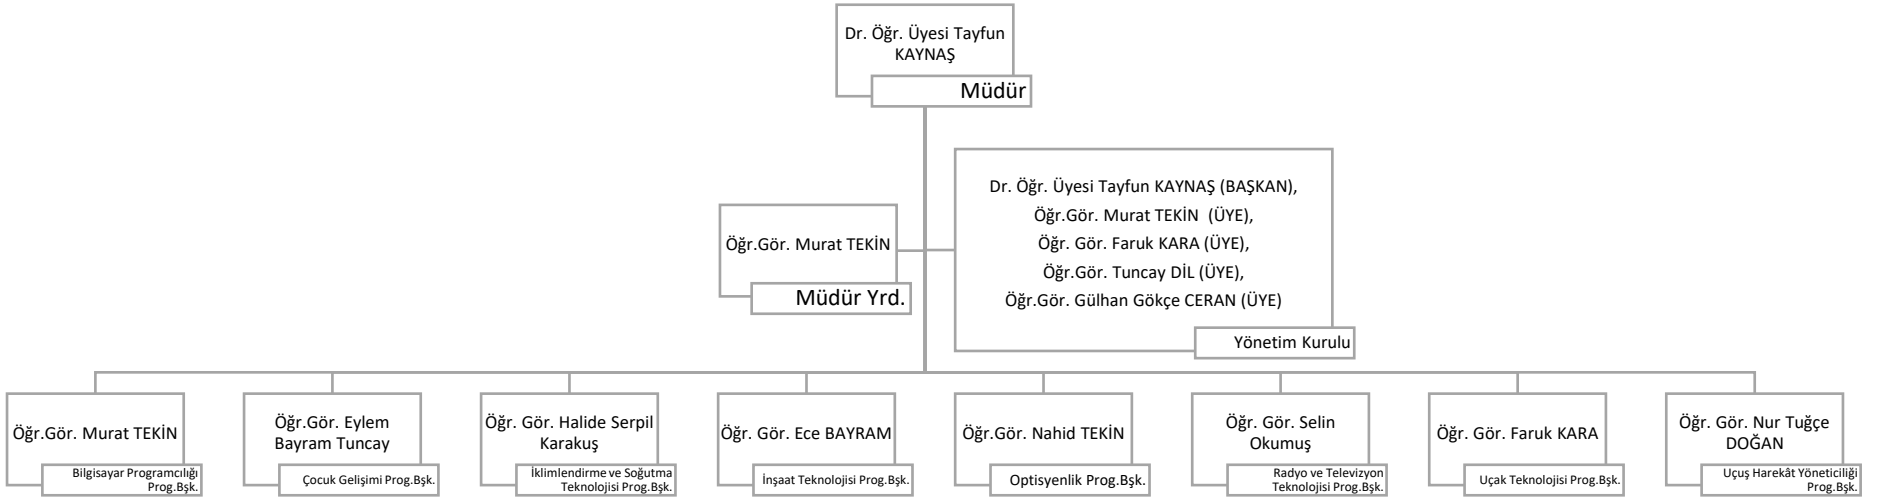 Dr. Öğr. Üyesi Tayfun
KAYNAŞ
Müdür
Öğr.Gör. Murat TEKİN
Müdür Yrd.
Dr. Öğr. Üyesi Tayfun KAYNAŞ (BAŞKAN),
Öğr.Gör. Murat TEKİN (ÜYE),
Öğr. Gör. Faruk KARA (ÜYE),
Öğr.Gör. Tuncay DİL (ÜYE),
Öğr.Gör. Gülhan Gökçe CERAN (ÜYE)
Yönetim Kurulu
Öğr.Gör. Murat TEKİN
Bilgisayar Programcılığı
Prog.Bşk.
Öğr.Gör. Eylem
Bayram Tuncay
Çocuk Gelişimi Prog.Bşk.
Öğr. Gör. Halide Serpil
Karakuş
İklimlendirme ve Soğutma
Teknolojisi Prog.Bşk.
Öğr. Gör. Ece BAYRAM
İnşaat Teknolojisi Prog.Bşk.
Öğr.Gör. Nahid TEKİN
Optisyenlik Prog.Bşk.
Öğr. Gör. Selin
Okumuş
Radyo ve Televizyon
Teknolojisi Prog.Bşk.
Öğr. Gör. Faruk KARA
Uçak Teknolojisi Prog.Bşk.
Öğr. Gör. Nur Tuğçe
DOĞAN
Uçuş Harekât Yöneticiliği
Prog.Bşk.